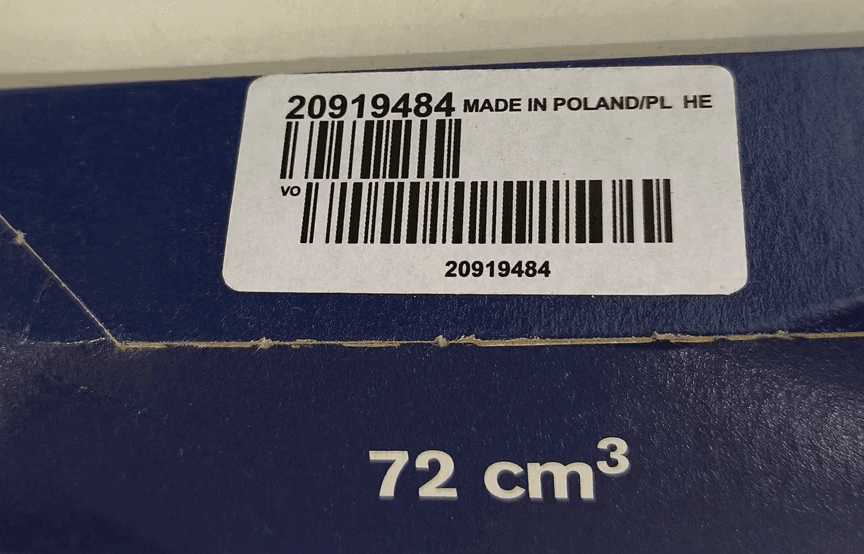 20919484 MADE IN POLAND/PL HE
VO
20919484
72 cm³